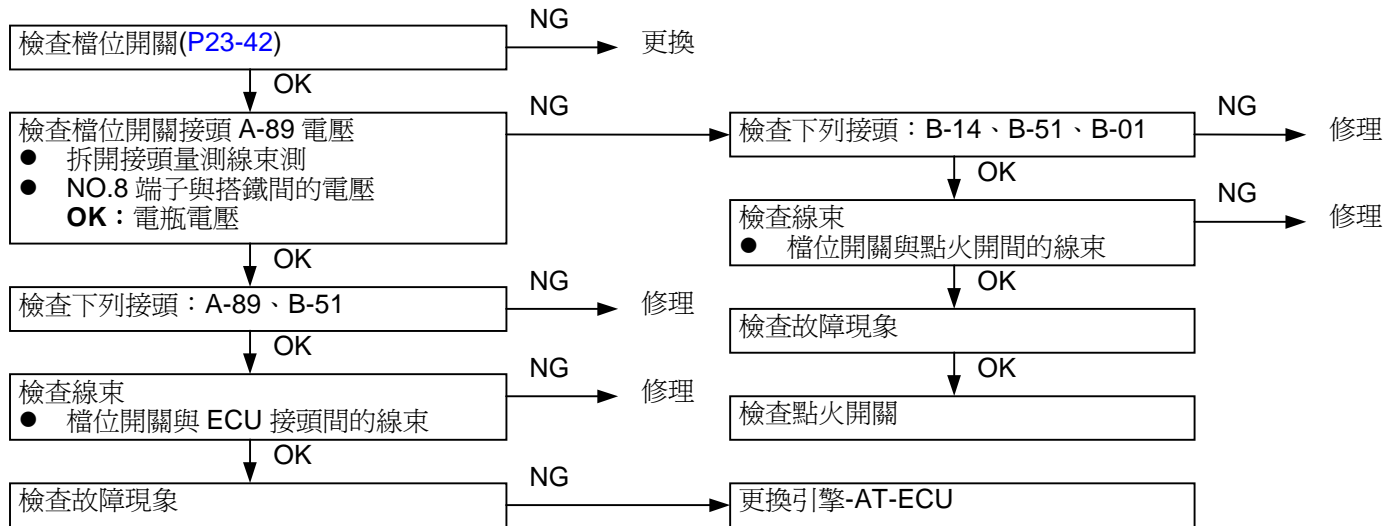 NG
檢查檔位開關(P23-42)
更換
OK
NG
NG
檢查檔位開關接頭 A-89 電壓
● 拆開接頭量測線束測
● NO.8 端子與搭鐵間的電壓
OK：電瓶電壓
檢查下列接頭：B-14、B-51、B-01
修理
OK
NG
檢查線束
● 檔位開關與點火開間的線束
修理
OK
OK
NG
檢查下列接頭：A-89、B-51
修理
檢查故障現象
OK
OK
NG
檢查線束
● 檔位開關與 ECU 接頭間的線束
修理
檢查點火開關
OK
NG
檢查故障現象
更換引擎-AT-ECU